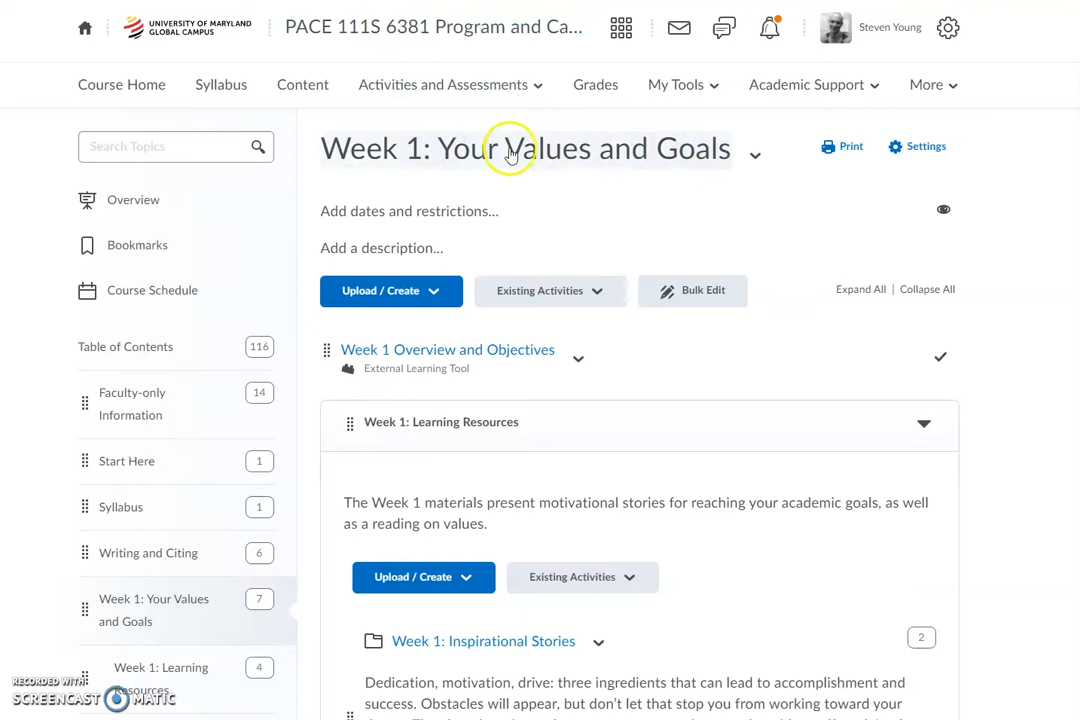 UNIVERSITY OF MARYLAND
GLOBAL CAMPUS
PACE 111S 6381 Program and Ca...
Steven Young
Course Home
Syllabus
Content
Activities and Assessments
Grades
My Tools
Academic Support
More
Search Topics
Overview
Bookmarks
Course Schedule
Table of Contents
116
Faculty-only
Information
14
Start Here
1
Syllabus
1
Writing and Citing
6
Week 1: Your Values
and Goals
7
Week 1: Learning
Resources
4
RECORDED WITH
SCREENCAST MATIC
Week 1: Your Values and Goals
Print
Settings
Add dates and restrictions...
Add a description...
Upload / Create
Existing Activities
Bulk Edit
Expand All | Collapse All
Week 1 Overview and Objectives
External Learning Tool
Week 1: Learning Resources
The Week 1 materials present motivational stories for reaching your academic goals, as well
as a reading on values.
Upload / Create
Existing Activities
Week 1: Inspirational Stories
2
Dedication, motivation, drive: three ingredients that can lead to accomplishment and
success. Obstacles will appear, but don't let that stop you from working toward your